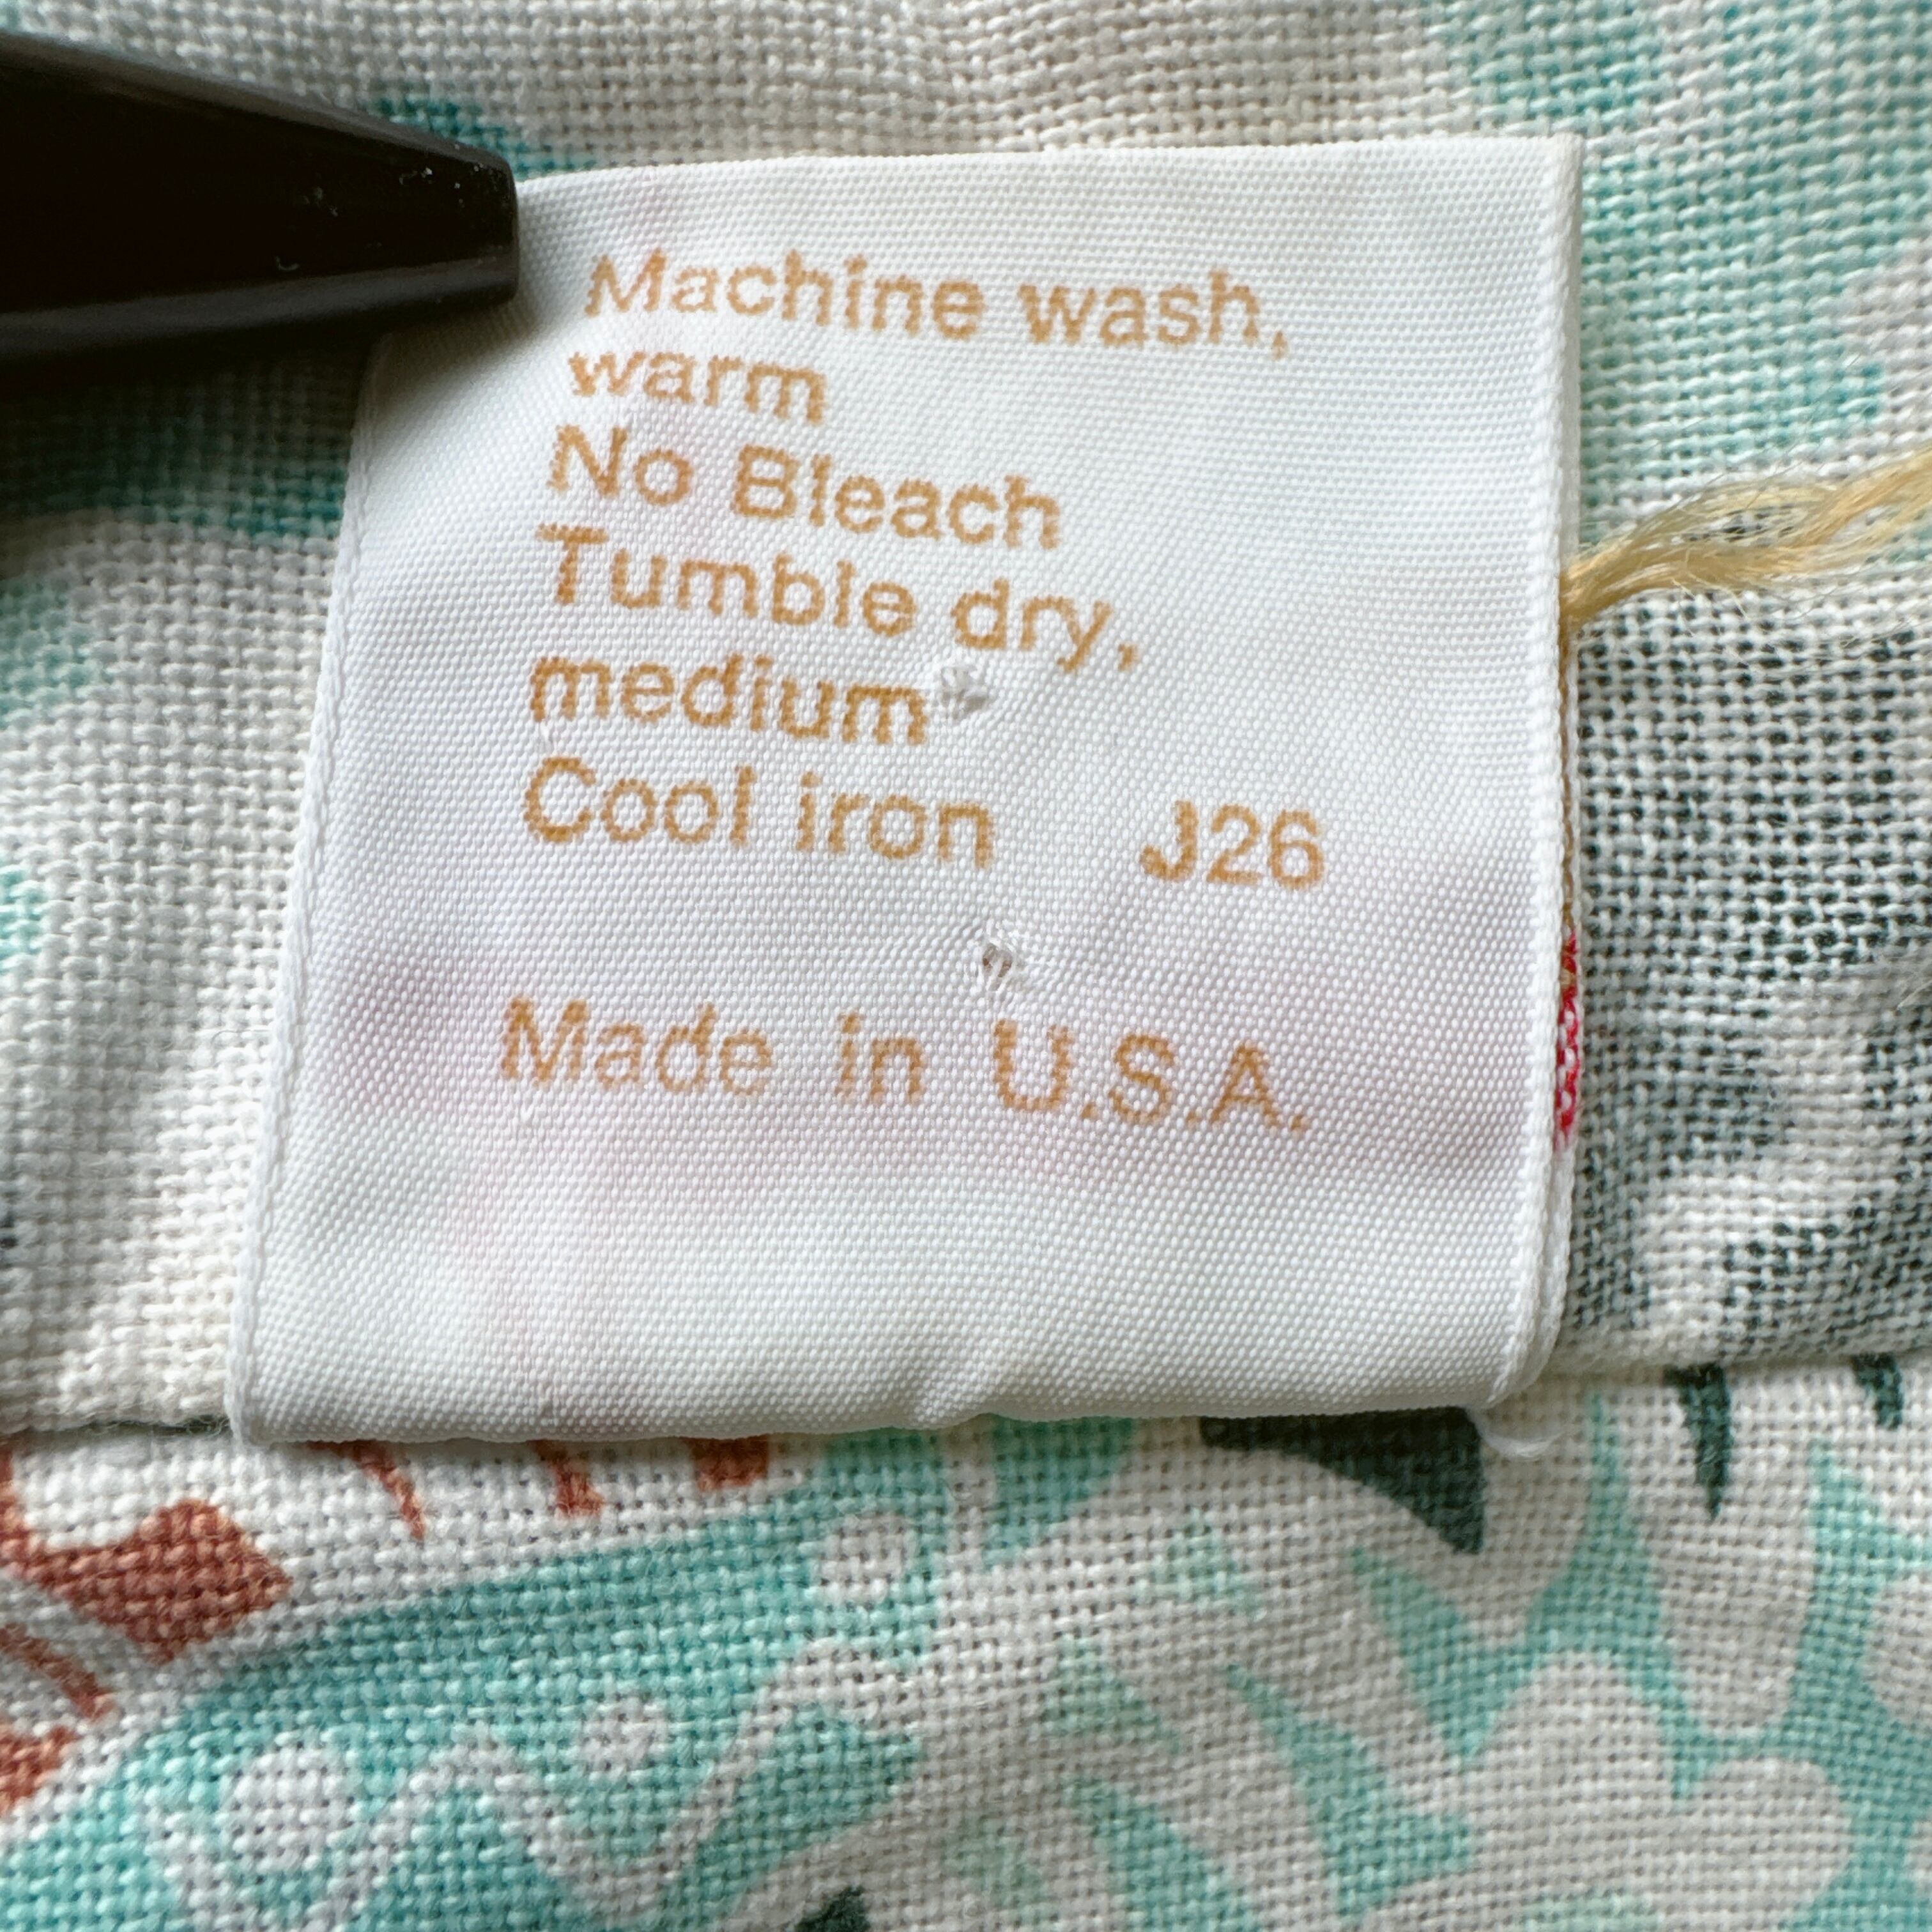 Machine wash,
warm
No Bleach
Tumble dry,
medium
Cool iron J26
Made in U.S.A.